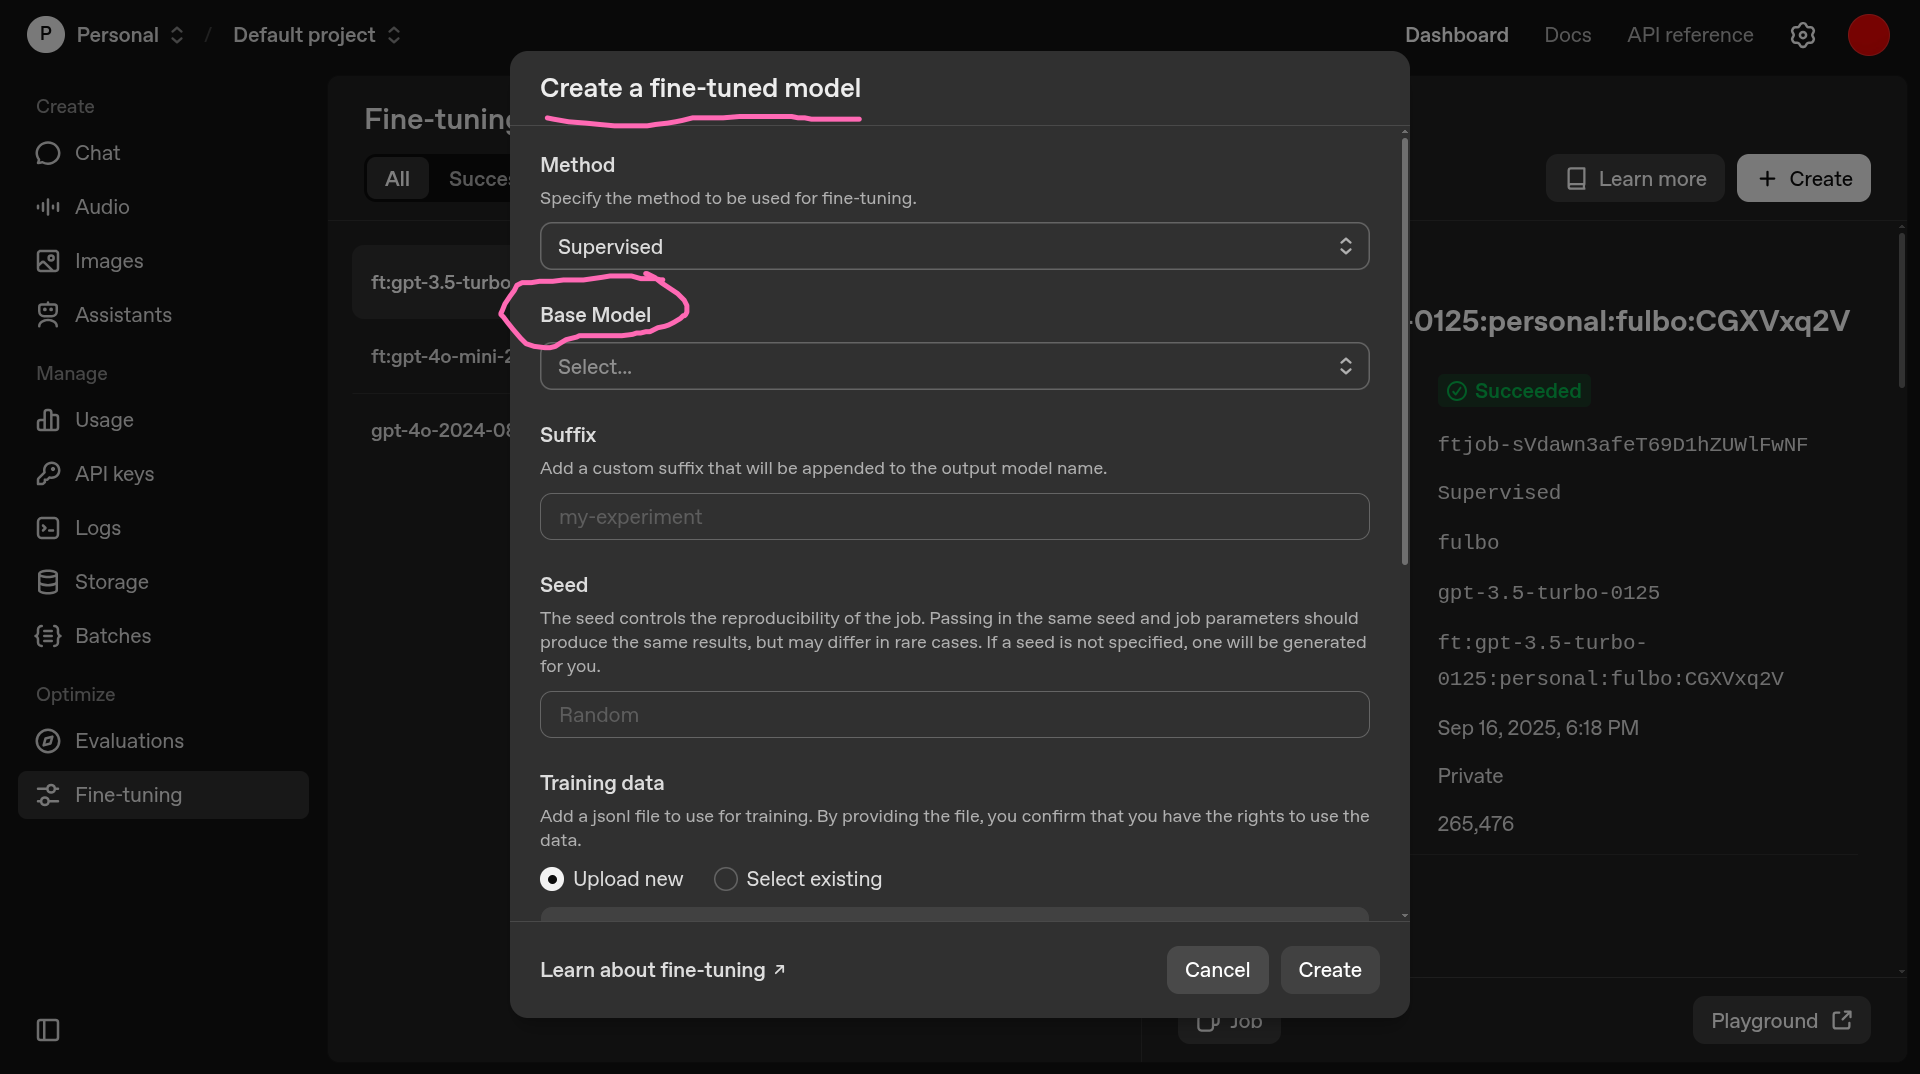 P Personal / Default project
Dashboard Docs API reference
Create
Chat
Audio
Images
Assistants
Manage
Usage
API keys
Logs
Storage
Batches
Optimize
Evaluations
Fine-tuning
Fine-tuning
All Succes
Learn more + Create
ft:gpt-3.5-turbo
ft:gpt-4o-mini-2
gpt-4o-2024-08
Create a fine-tuned model
Method
Specify the method to be used for fine-tuning.
Supervised
Base Model
Select...
Suffix
Add a custom suffix that will be appended to the output model name.
my-experiment
Seed
The seed controls the reproducibility of the job. Passing in the same seed and job parameters should
produce the same results, but may differ in rare cases. If a seed is not specified, one will be generated
for you.
Random
Training data
Add a jsonl file to use for training. By providing the file, you confirm that you have the rights to use the
data.
Upload new Select existing
Learn about fine-tuning ↗
Cancel Create
-0125:personal:fulbo:CGXVxq2V
Succeeded
ftjob-sVdawn3afeT69D1hZUWlFwNF
Supervised
fulbo
gpt-3.5-turbo-0125
ft:gpt-3.5-turbo-
0125:personal:fulbo:CGXVxq2V
Sep 16, 2025, 6:18 PM
Private
265,476
Job
Playground